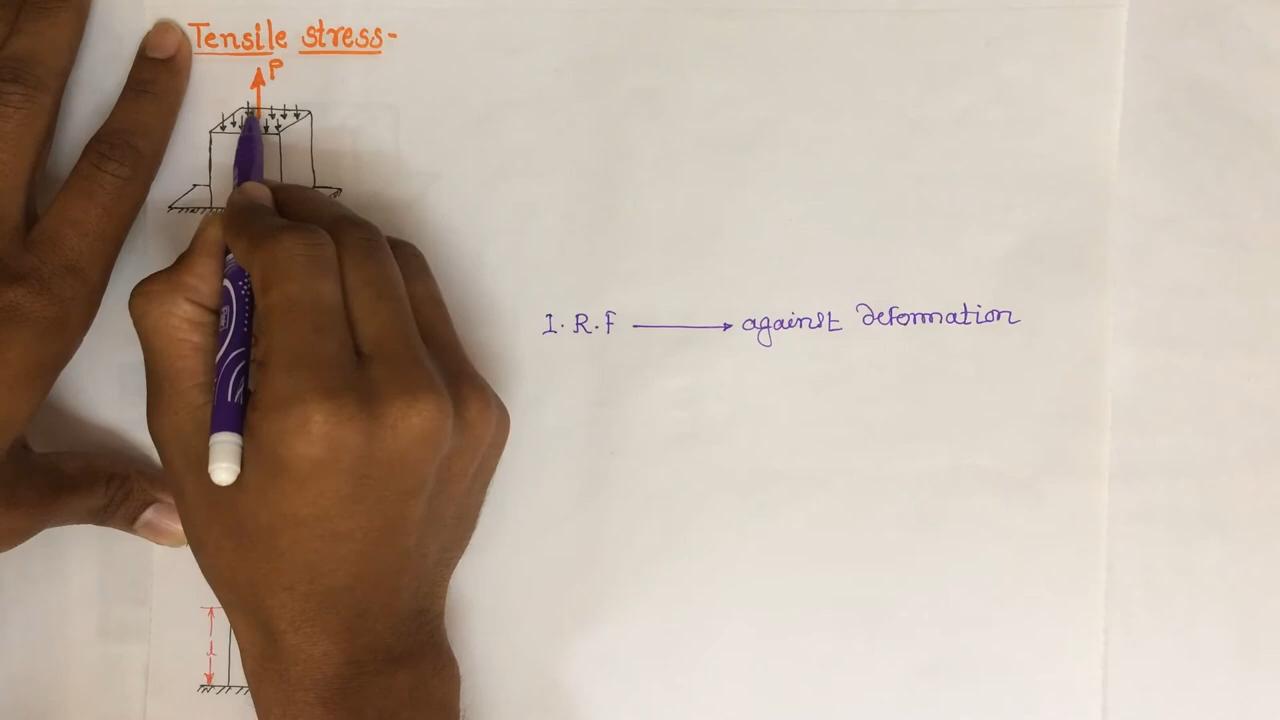 Tensile stress-
P
I. R. F → against deformation
l